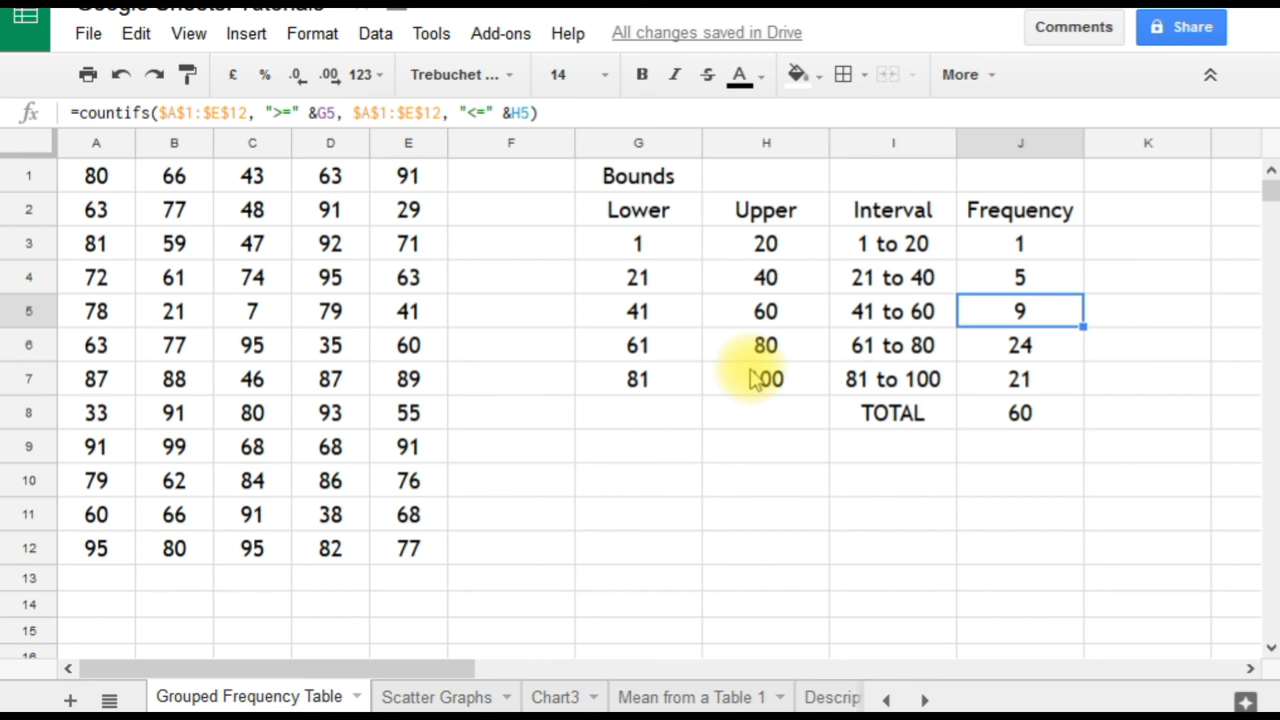 Google Sheets: Tutorials
File Edit View Insert Format Data Tools Add-ons Help All changes saved in Drive Comments Share
£ % .0 .00 123 Trebuchet ... 14 B I S A More
fx =countifs($A$1:$E$12, ">=" &G5, $A$1:$E$12, "<=" &H5)
A B C D E F G H I J K
1 80 66 43 63 91 Bounds
2 63 77 48 91 29 Lower Upper Interval Frequency
3 81 59 47 92 71 1 20 1 to 20 1
4 72 61 74 95 63 21 40 21 to 40 5
5 78 21 7 79 41 41 60 41 to 60 9
6 63 77 95 35 60 61 80 61 to 80 24
7 87 88 46 87 89 81 100 81 to 100 21
8 33 91 80 93 55 TOTAL 60
9 91 99 68 68 91
10 79 62 84 86 76
11 60 66 91 38 68
12 95 80 95 82 77
13
14
15
16
+ Grouped Frequency Table Scatter Graphs Chart3 Mean from a Table 1 Descrip